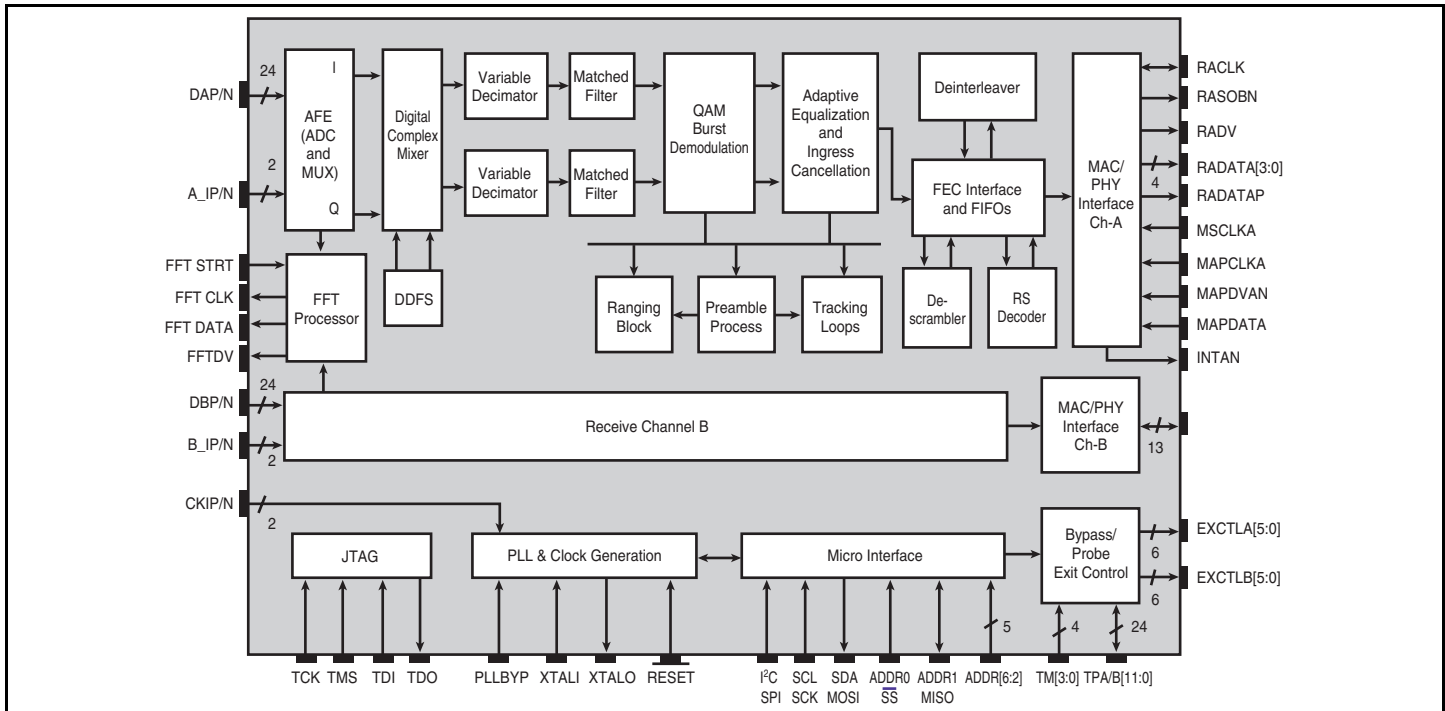 24
DAP/N
2
A_IP/N
FFT STRT
FFT CLK
FFT DATA
FFTDV
24
DBP/N
B_IP/N
2
CKIP/N
2
I
AFE
(ADC
and
MUX)
Q
Digital
Complex
Mixer
Variable
Decimator
Matched
Filter
Variable
Decimator
Matched
Filter
QAM
Burst
Demodulation
Adaptive
Equalization
and
Ingress
Cancellation
Deinterleaver
FEC Interface
and FIFOs
MAC/
PHY
Interface
Ch-A
FFT
Processor
DDFS
Ranging
Block
Preamble
Process
Tracking
Loops
De-
scrambler
RS
Decoder
RACLK
RASOBN
RADV
RADATA[3:0]
4
RADATAP
MSCLKA
MAPCLKA
MAPDVAN
MAPDATA
INTAN
Receive Channel B
MAC/PHY
Interface
Ch-B
13
JTAG
PLL & Clock Generation
Micro Interface
Bypass/
Probe
Exit Control
EXCTLA[5:0]
6
EXCTLB[5:0]
6
5
4
24
TCK
TMS
TDI
TDO
PLLBYP
XTALI
XTALO
RESET
I²C
SPI
SCL
SCK
SDA
MOSI
ADDR0
SS
ADDR1
MISO
ADDR[6:2]
TM[3:0]
TPA/B[11:0]